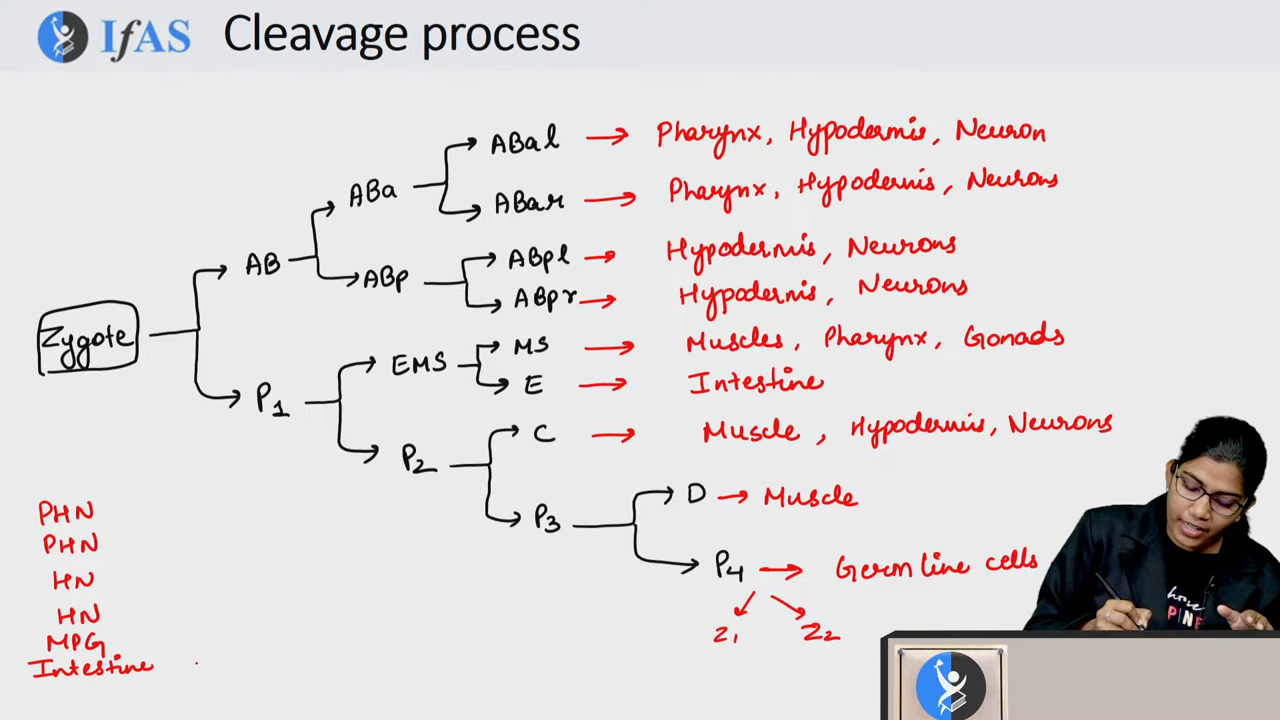 IfAS Cleavage process
ABal → Pharynx, Hypodermis, Neuron
ABa
ABar → Pharynx, Hypodermis, Neurons
AB
ABpl → Hypodermis, Neurons
ABp
ABpr → Hypodermis, Neurons
Zygote
MS → Muscles, Pharynx, Gonads
EMS
E → Intestine
P1
C → Muscle, Hypodermis, Neurons
P2
D → Muscle
P3
P4 → Germ line cells
Z1 Z2
PHN
PHN
HN
HN
MPG
Intestine